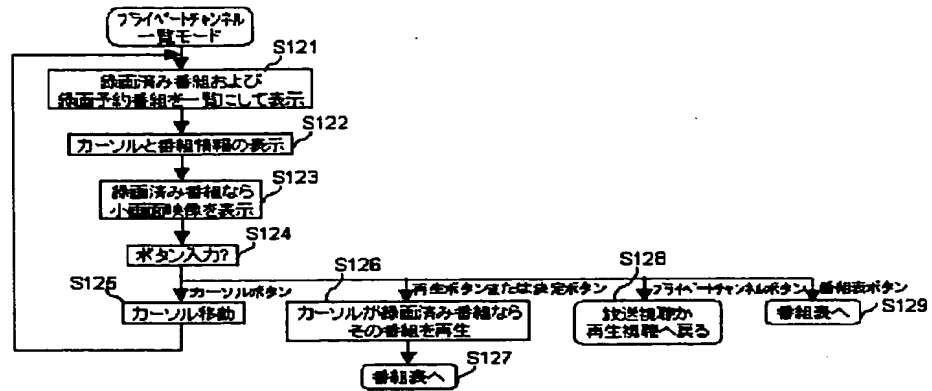 プライベートチャンネル
一覧モード
S121
録画済み番組および
録画予約番組を一覧にして表示
S122
カーソルと番組情報の表示
S123
録画済み番組なら
小画面映像を表示
S124
ボタン入力?
S125
カーソルボタン
カーソル移動
S126
再生ボタンまたは決定ボタン
カーソルが録画済み番組なら
その番組を再生
S127
番組表へ
S128
プライベートチャンネルボタン
放送視聴か
再生視聴へ戻る
番組表ボタン
番組表へ
S129